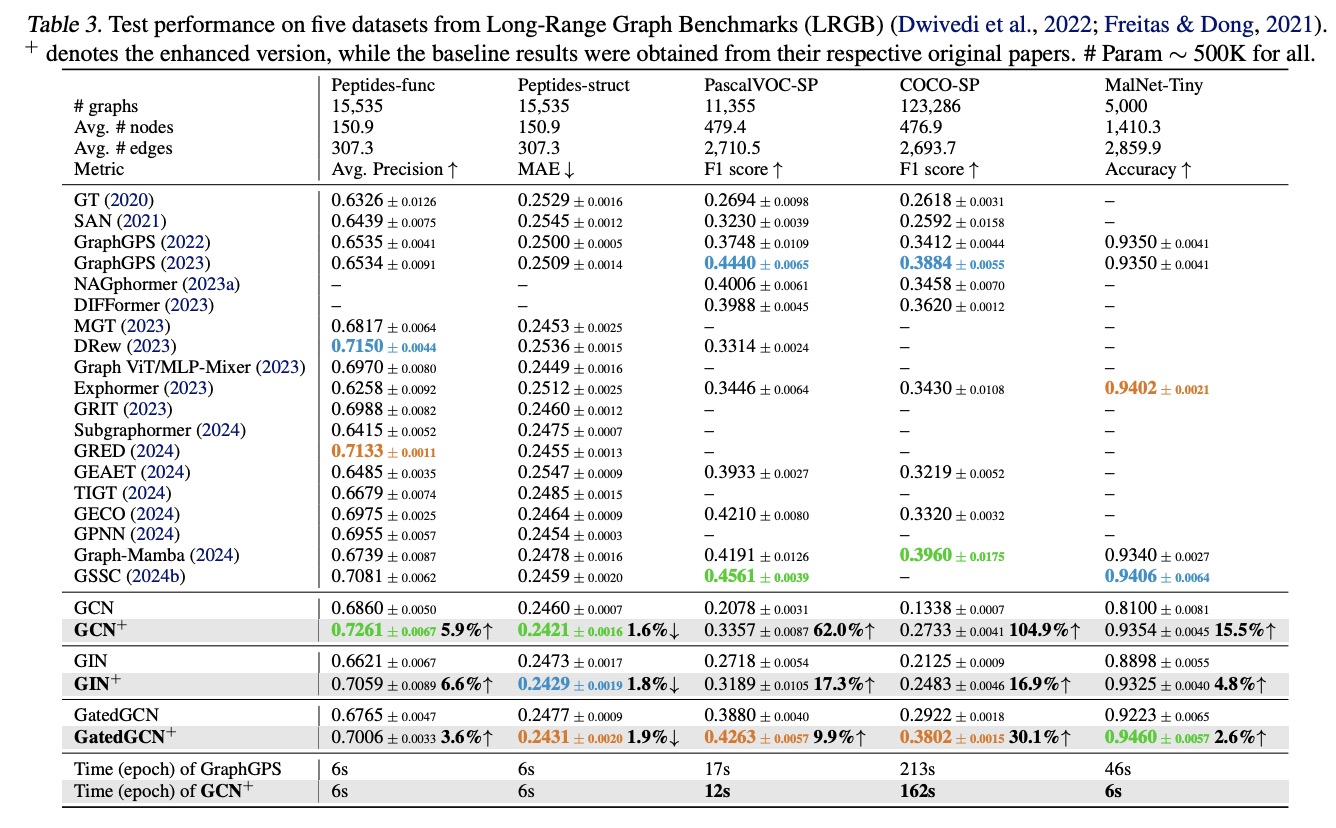 Table 3. Test performance on five datasets from Long-Range Graph Benchmarks (LRGB) (Dwivedi et al., 2022; Freitas & Dong, 2021).
+ denotes the enhanced version, while the baseline results were obtained from their respective original papers. # Param ∼ 500K for all.
Peptides-func Peptides-struct PascalVOC-SP COCO-SP MalNet-Tiny
# graphs 15,535 15,535 11,355 123,286 5,000
Avg. # nodes 150.9 150.9 479.4 476.9 1,410.3
Avg. # edges 307.3 307.3 2,710.5 2,693.7 2,859.9
Metric Avg. Precision ↑ MAE ↓ F1 score ↑ F1 score ↑ Accuracy ↑
GT (2020) 0.6326 ± 0.0126 0.2529 ± 0.0016 0.2694 ± 0.0098 0.2618 ± 0.0031 –
SAN (2021) 0.6439 ± 0.0075 0.2545 ± 0.0012 0.3230 ± 0.0039 0.2592 ± 0.0158 –
GraphGPS (2022) 0.6535 ± 0.0041 0.2500 ± 0.0005 0.3748 ± 0.0109 0.3412 ± 0.0044 0.9350 ± 0.0041
GraphGPS (2023) 0.6534 ± 0.0091 0.2509 ± 0.0014 0.4440 ± 0.0065 0.3884 ± 0.0055 0.9350 ± 0.0041
NAGphormer (2023a) – – 0.4006 ± 0.0061 0.3458 ± 0.0070 –
DIFFormer (2023) – – 0.3988 ± 0.0045 0.3620 ± 0.0012 –
MGT (2023) 0.6817 ± 0.0064 0.2453 ± 0.0025 – – –
DRew (2023) 0.7150 ± 0.0044 0.2536 ± 0.0015 0.3314 ± 0.0024 – –
Graph ViT/MLP-Mixer (2023) 0.6970 ± 0.0080 0.2449 ± 0.0016 – – –
Exphormer (2023) 0.6258 ± 0.0092 0.2512 ± 0.0025 0.3446 ± 0.0064 0.3430 ± 0.0108 0.9402 ± 0.0021
GRIT (2023) 0.6988 ± 0.0082 0.2460 ± 0.0012 – – –
Subgraphormer (2024) 0.6415 ± 0.0052 0.2475 ± 0.0007 – – –
GRED (2024) 0.7133 ± 0.0011 0.2455 ± 0.0013 – – –
GEAET (2024) 0.6485 ± 0.0035 0.2547 ± 0.0009 0.3933 ± 0.0027 0.3219 ± 0.0052 –
TIGT (2024) 0.6679 ± 0.0074 0.2485 ± 0.0015 – – –
GECO (2024) 0.6975 ± 0.0025 0.2464 ± 0.0009 0.4210 ± 0.0080 0.3320 ± 0.0032 –
GPNN (2024) 0.6955 ± 0.0057 0.2454 ± 0.0003 – – –
Graph-Mamba (2024) 0.6739 ± 0.0087 0.2478 ± 0.0016 0.4191 ± 0.0126 0.3960 ± 0.0175 0.9340 ± 0.0027
GSSC (2024b) 0.7081 ± 0.0062 0.2459 ± 0.0020 0.4561 ± 0.0039 – 0.9406 ± 0.0064
GCN 0.6860 ± 0.0050 0.2460 ± 0.0007 0.2078 ± 0.0031 0.1338 ± 0.0007 0.8100 ± 0.0081
GCN+ 0.7261 ± 0.0067 5.9%↑ 0.2421 ± 0.0016 1.6%↓ 0.3357 ± 0.0087 62.0%↑ 0.2733 ± 0.0041 104.9%↑ 0.9354 ± 0.0045 15.5%↑
GIN 0.6621 ± 0.0067 0.2473 ± 0.0017 0.2718 ± 0.0054 0.2125 ± 0.0009 0.8898 ± 0.0055
GIN+ 0.7059 ± 0.0089 6.6%↑ 0.2429 ± 0.0019 1.8%↓ 0.3189 ± 0.0105 17.3%↑ 0.2483 ± 0.0046 16.9%↑ 0.9325 ± 0.0040 4.8%↑
GatedGCN 0.6765 ± 0.0047 0.2477 ± 0.0009 0.3880 ± 0.0040 0.2922 ± 0.0018 0.9223 ± 0.0065
GatedGCN+ 0.7006 ± 0.0033 3.6%↑ 0.2431 ± 0.0020 1.9%↓ 0.4263 ± 0.0057 9.9%↑ 0.3802 ± 0.0015 30.1%↑ 0.9460 ± 0.0057 2.6%↑
Time (epoch) of GraphGPS 6s 6s 17s 213s 46s
Time (epoch) of GCN+ 6s 6s 12s 162s 6s